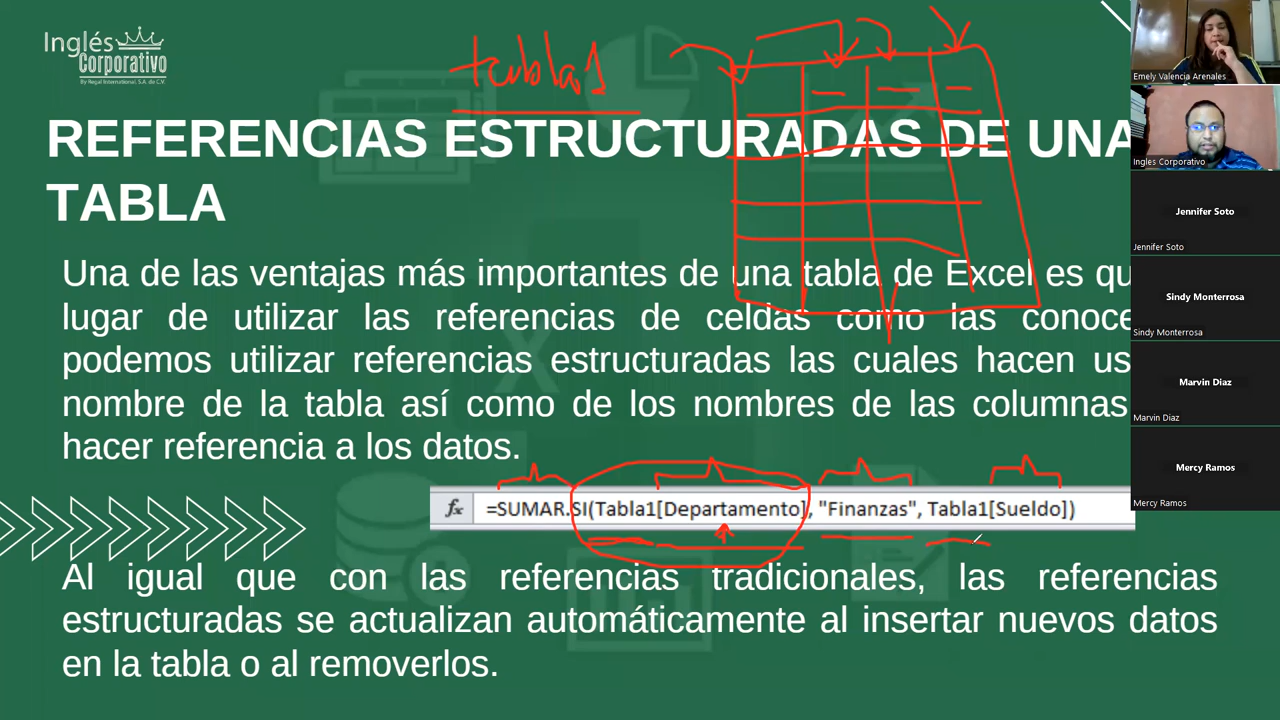 Inglés
Corporativo
By Regal International, S.A. de C.V.
tabla1
REFERENCIAS ESTRUCTURADAS DE UNA
TABLA
Una de las ventajas más importantes de una tabla de Excel es qu
lugar de utilizar las referencias de celdas como las conoce
podemos utilizar referencias estructuradas las cuales hacen us
nombre de la tabla así como de los nombres de las columnas
hacer referencia a los datos.
fx =SUMAR.SI(Tabla1[Departamento], "Finanzas", Tabla1[Sueldo])
Al igual que con las referencias tradicionales, las referencias
estructuradas se actualizan automáticamente al insertar nuevos datos
en la tabla o al removerlos.
Emely Valencia Arenales
Ingles Corporativo
Jennifer Soto
Jennifer Soto
Sindy Monterrosa
Sindy Monterrosa
Marvin Diaz
Marvin Diaz
Mercy Ramos
Mercy Ramos